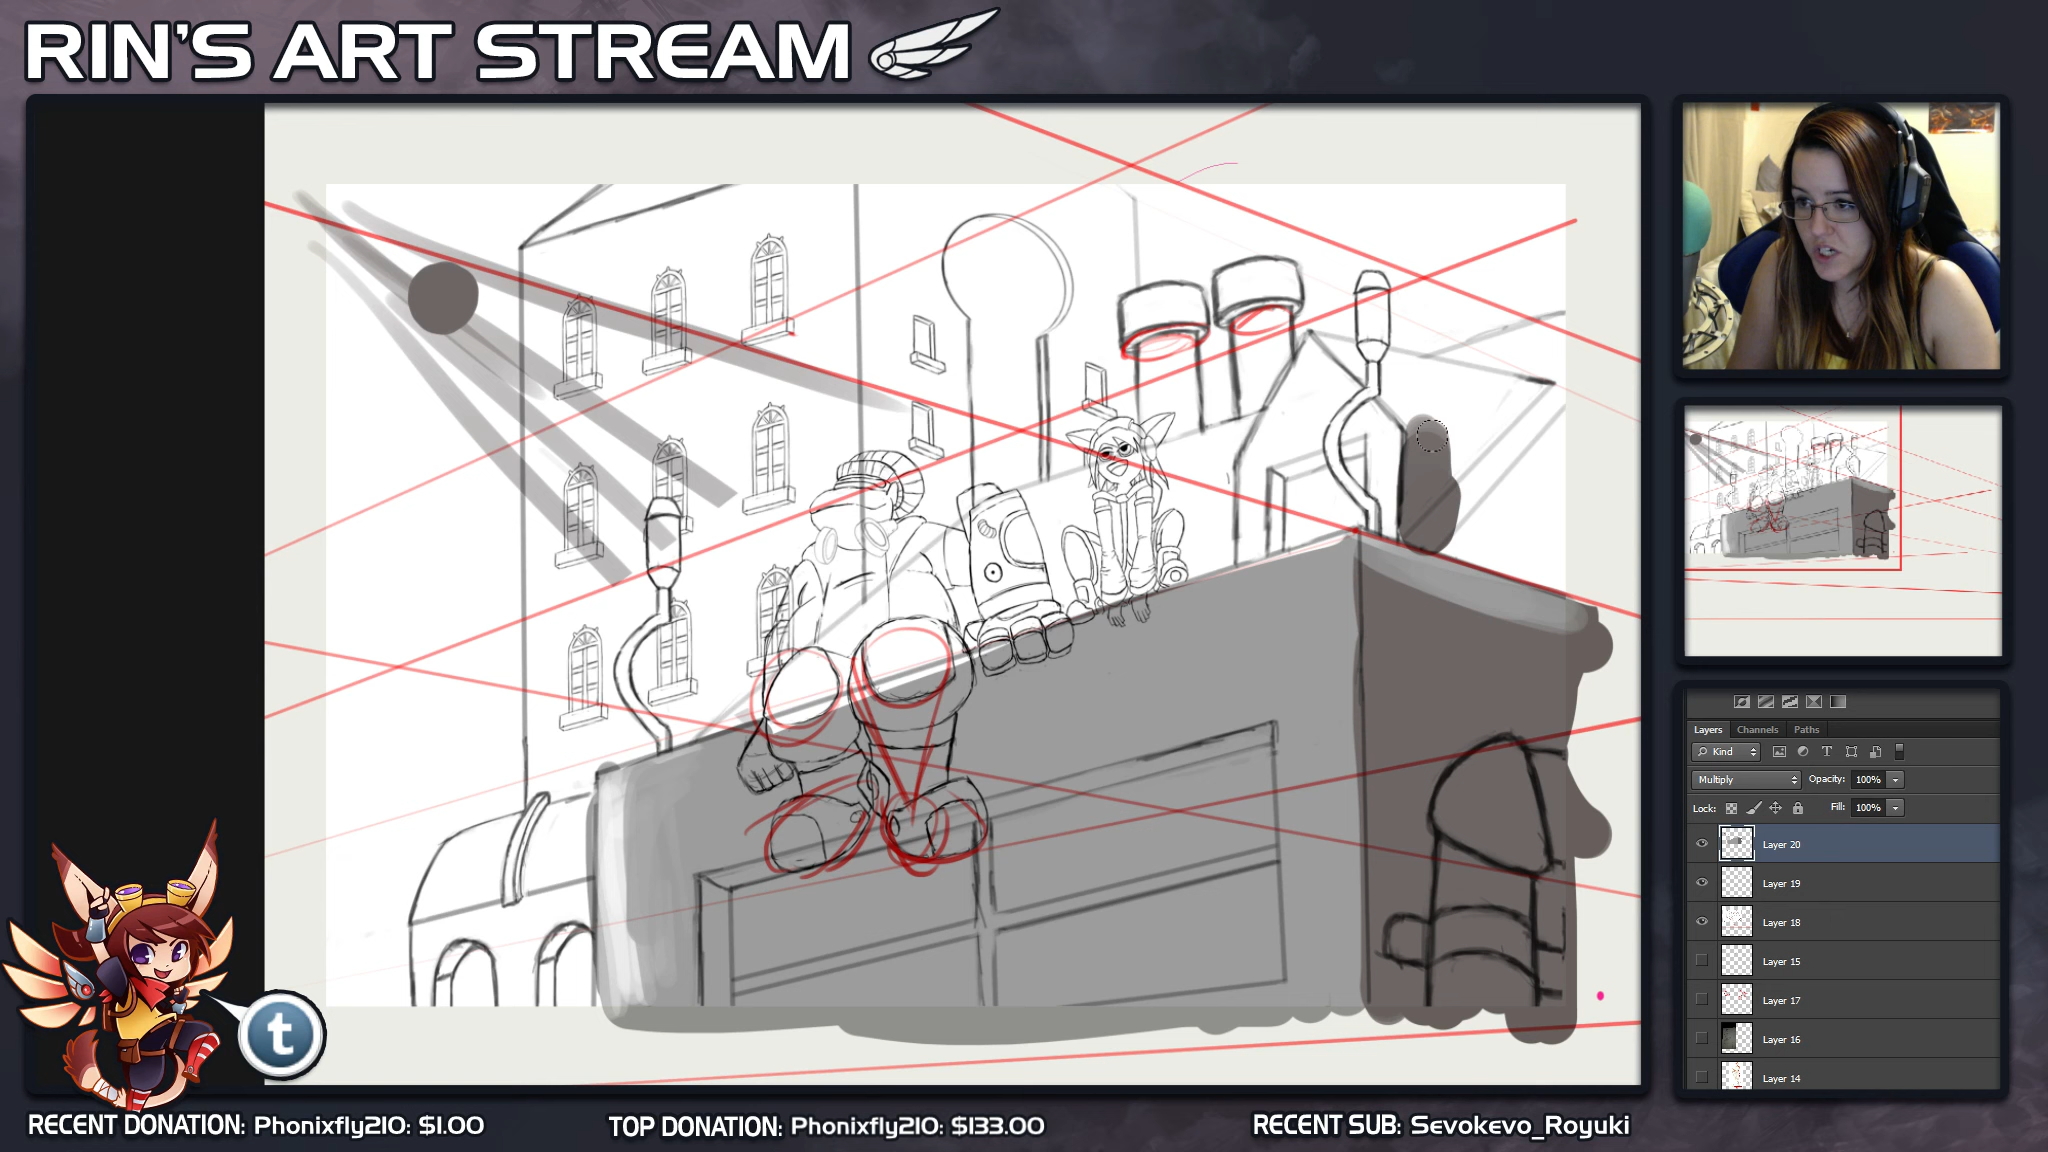 RIN'S ART STREAM
Layers Channels Paths
Kind
T
Multiply Opacity: 100%
Lock: Fill: 100%
Layer 20
Layer 19
Layer 18
Layer 15
Layer 17
Layer 16
Layer 14
t
RECENT DONATION: Phonixfly210: $1.00
TOP DONATION: Phonixfly210: $133.00
RECENT SUB: Sevokevo_Royuki